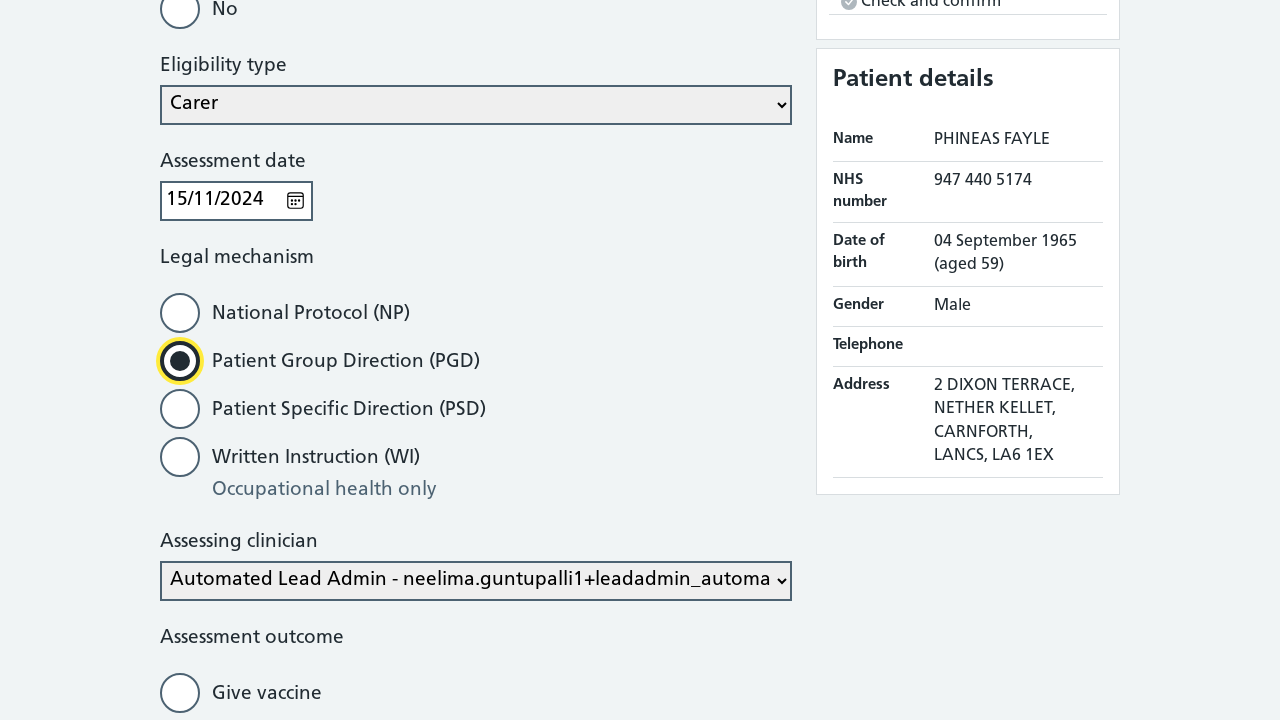 No
Eligibility type
Carer
Assessment date
15/11/2024
Legal mechanism
National Protocol (NP)
Patient Group Direction (PGD)
Patient Specific Direction (PSD)
Written Instruction (WI)
Occupational health only
Assessing clinician
Automated Lead Admin - neelima.guntupalli1+leadadmin_automa
Assessment outcome
Give vaccine
Check and confirm
Patient details
Name PHINEAS FAYLE
NHS 947 440 5174
number
Date of 04 September 1965
birth (aged 59)
Gender Male
Telephone
Address 2 DIXON TERRACE,
NETHER KELLET,
CARNFORTH,
LANCS, LA6 1EX